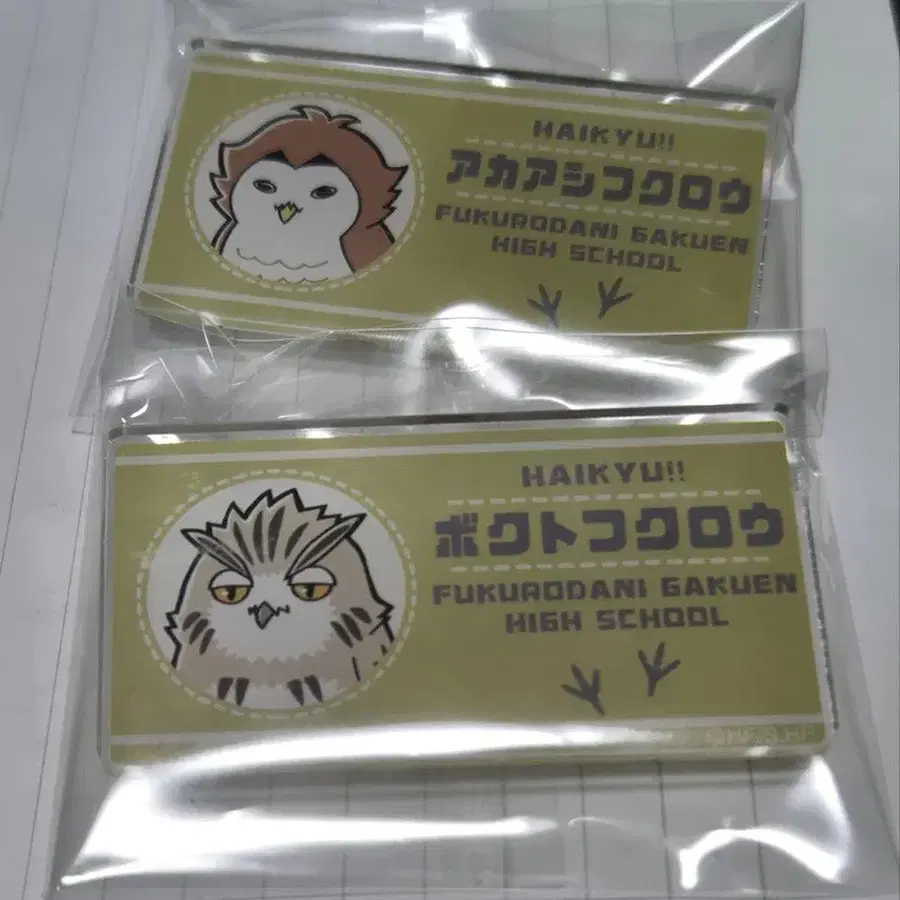 HAIKYU!!
アカアシフクロウ
FUKURODANI GAKUEN
HIGH SCHOOL
HAIKYU!!
ボクトフクロウ
FUKURODANI GAKUEN
HIGH SCHOOL